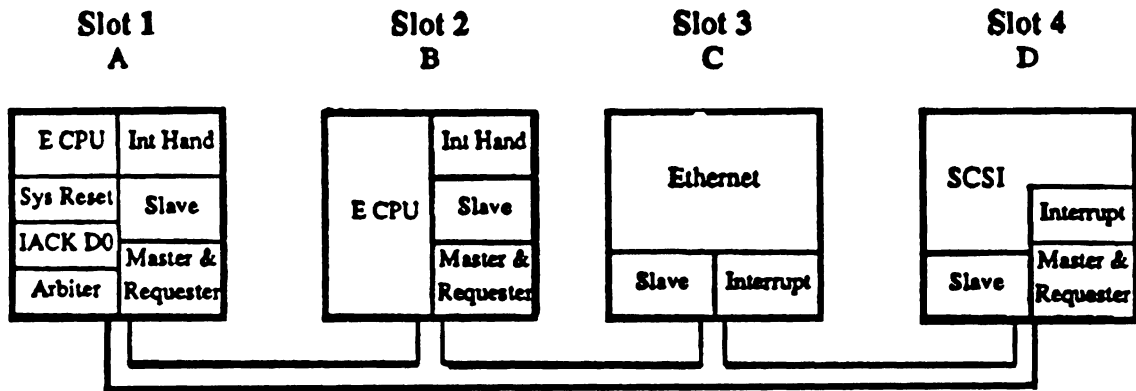 Slot 1
A
Slot 2
B
Slot 3
C
Slot 4
D
E CPU
Int Hand
Sys Reset
Slave
IACK D0
Arbiter
Master &
Requester
E CPU
Int Hand
Slave
Master &
Requester
Ethernet
Slave
Interrupt
SCSI
Interrupt
Slave
Master &
Requester